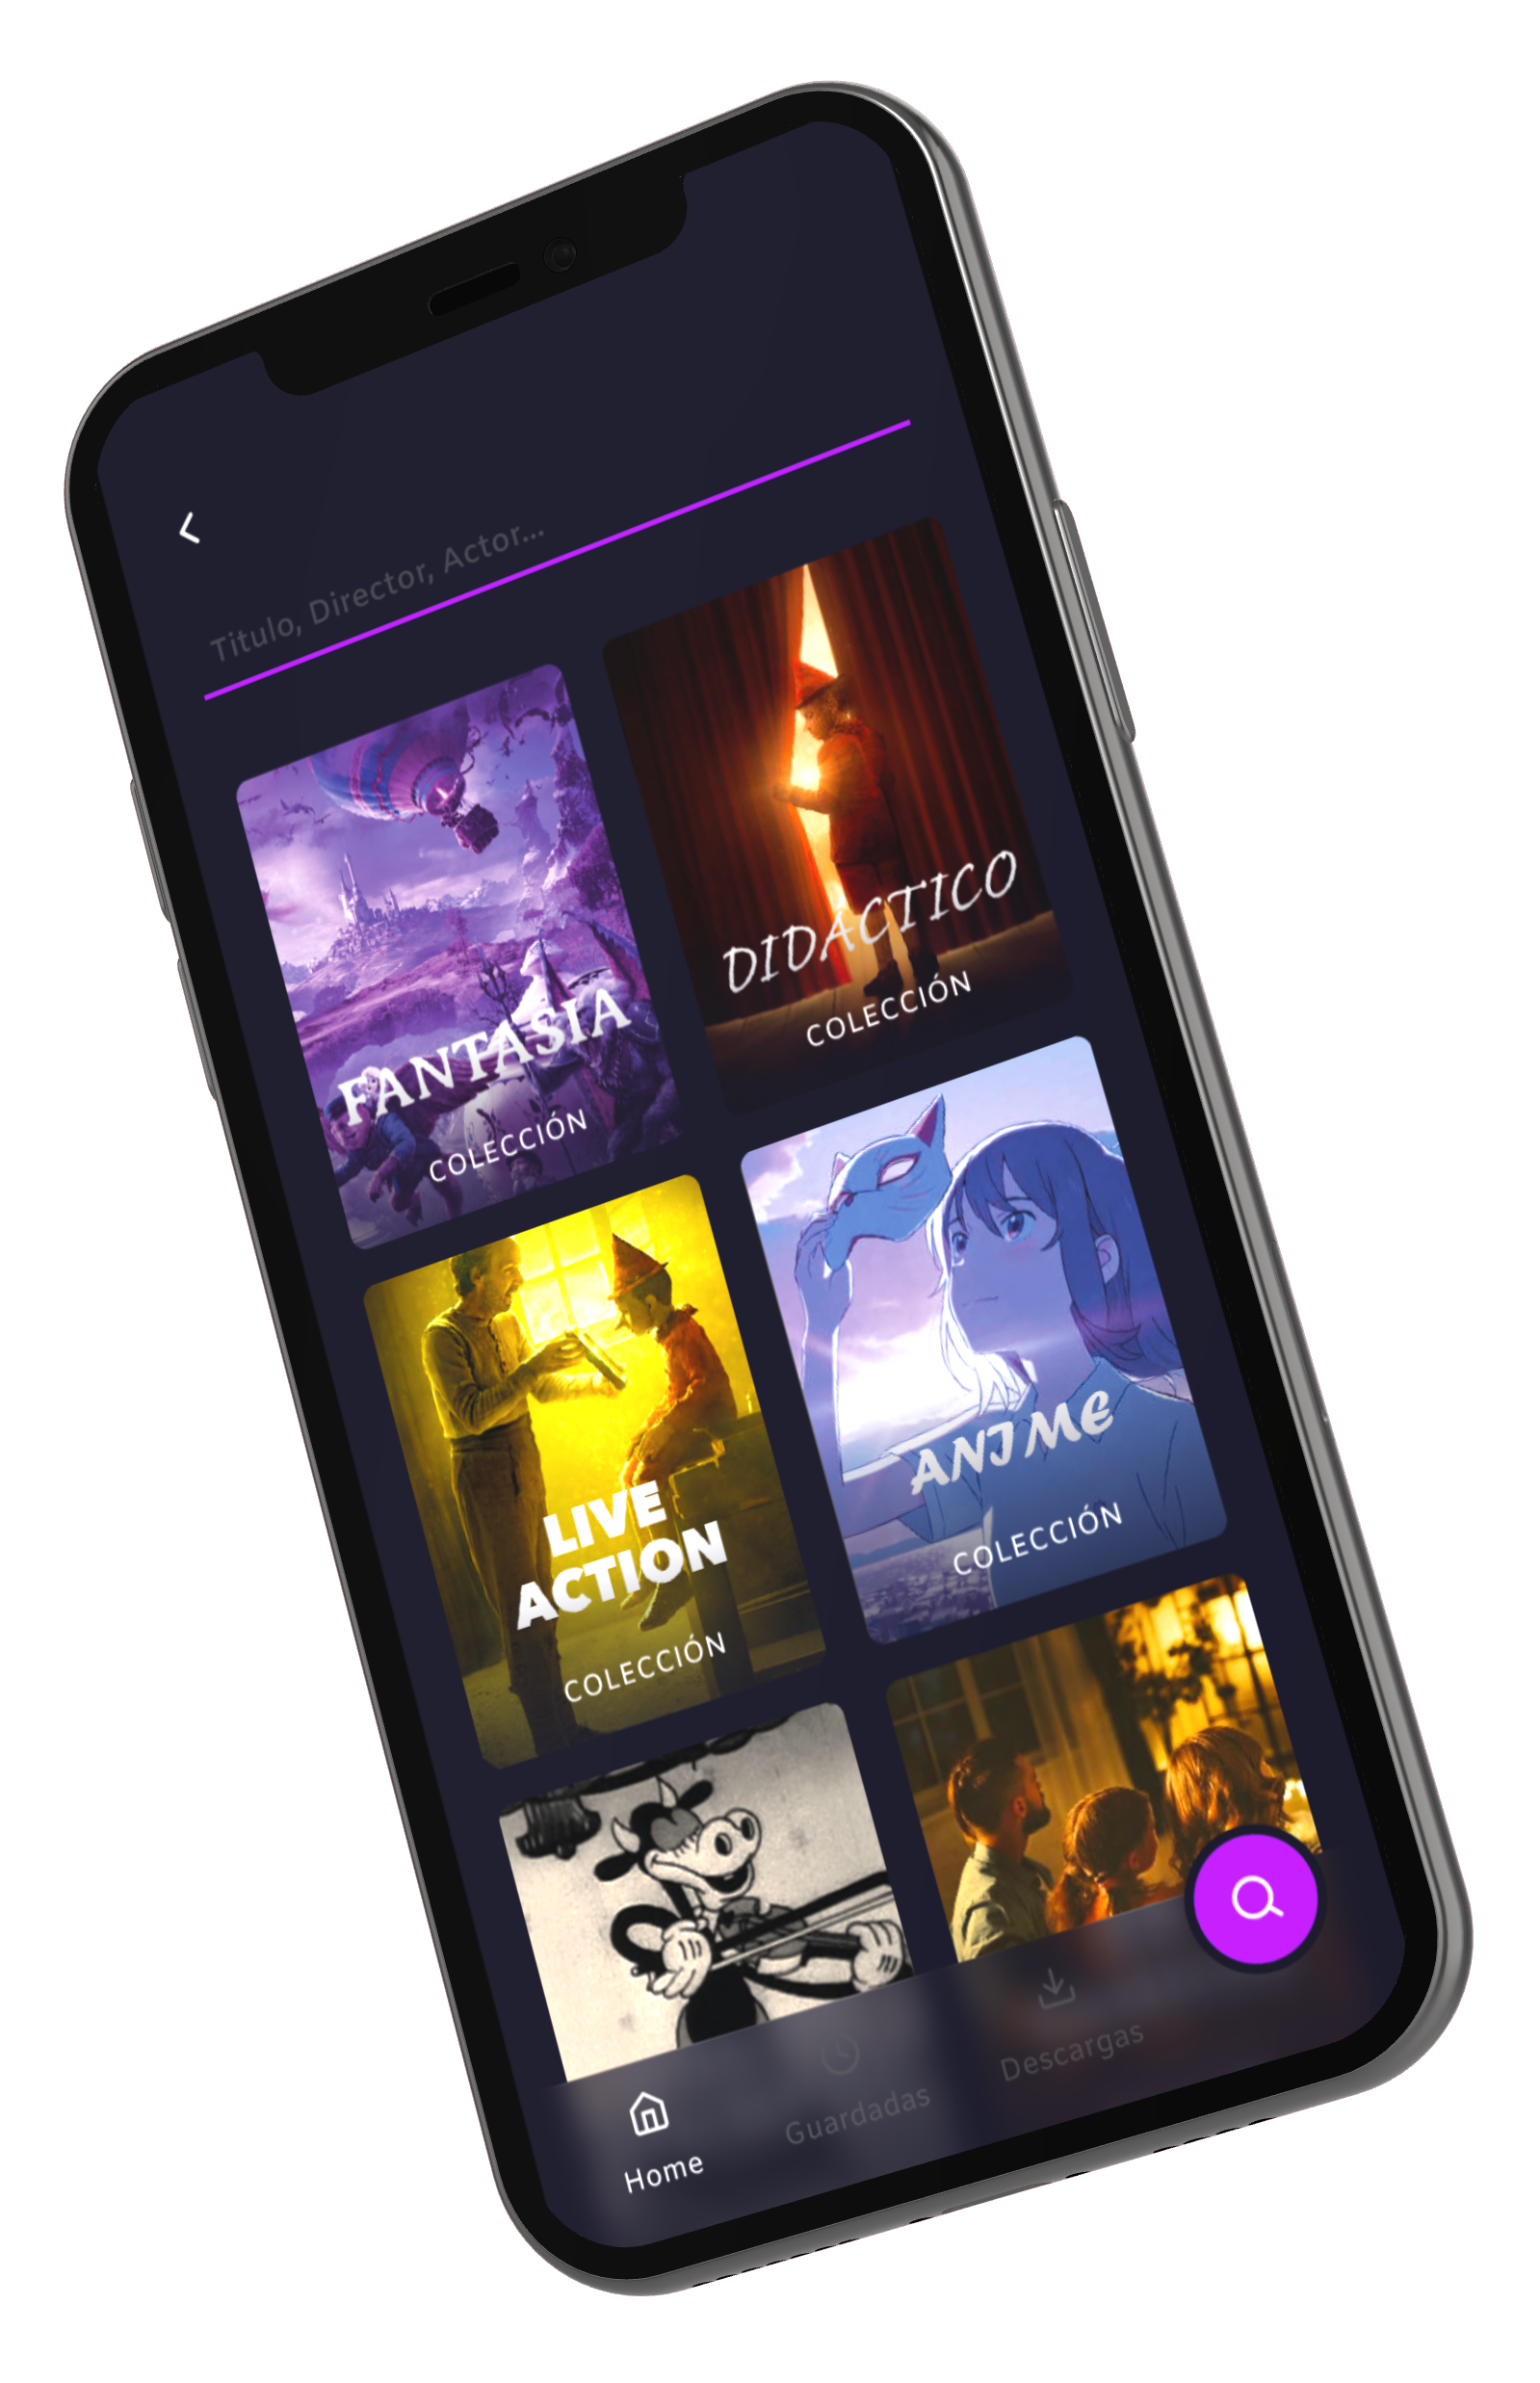 Titulo, Director, Actor...
FANTASIA
COLECCIÓN
DIDACTICO
COLECCIÓN
LIVE
ACTION
COLECCIÓN
ANIME
COLECCIÓN
Home
Guardadas
Descargas